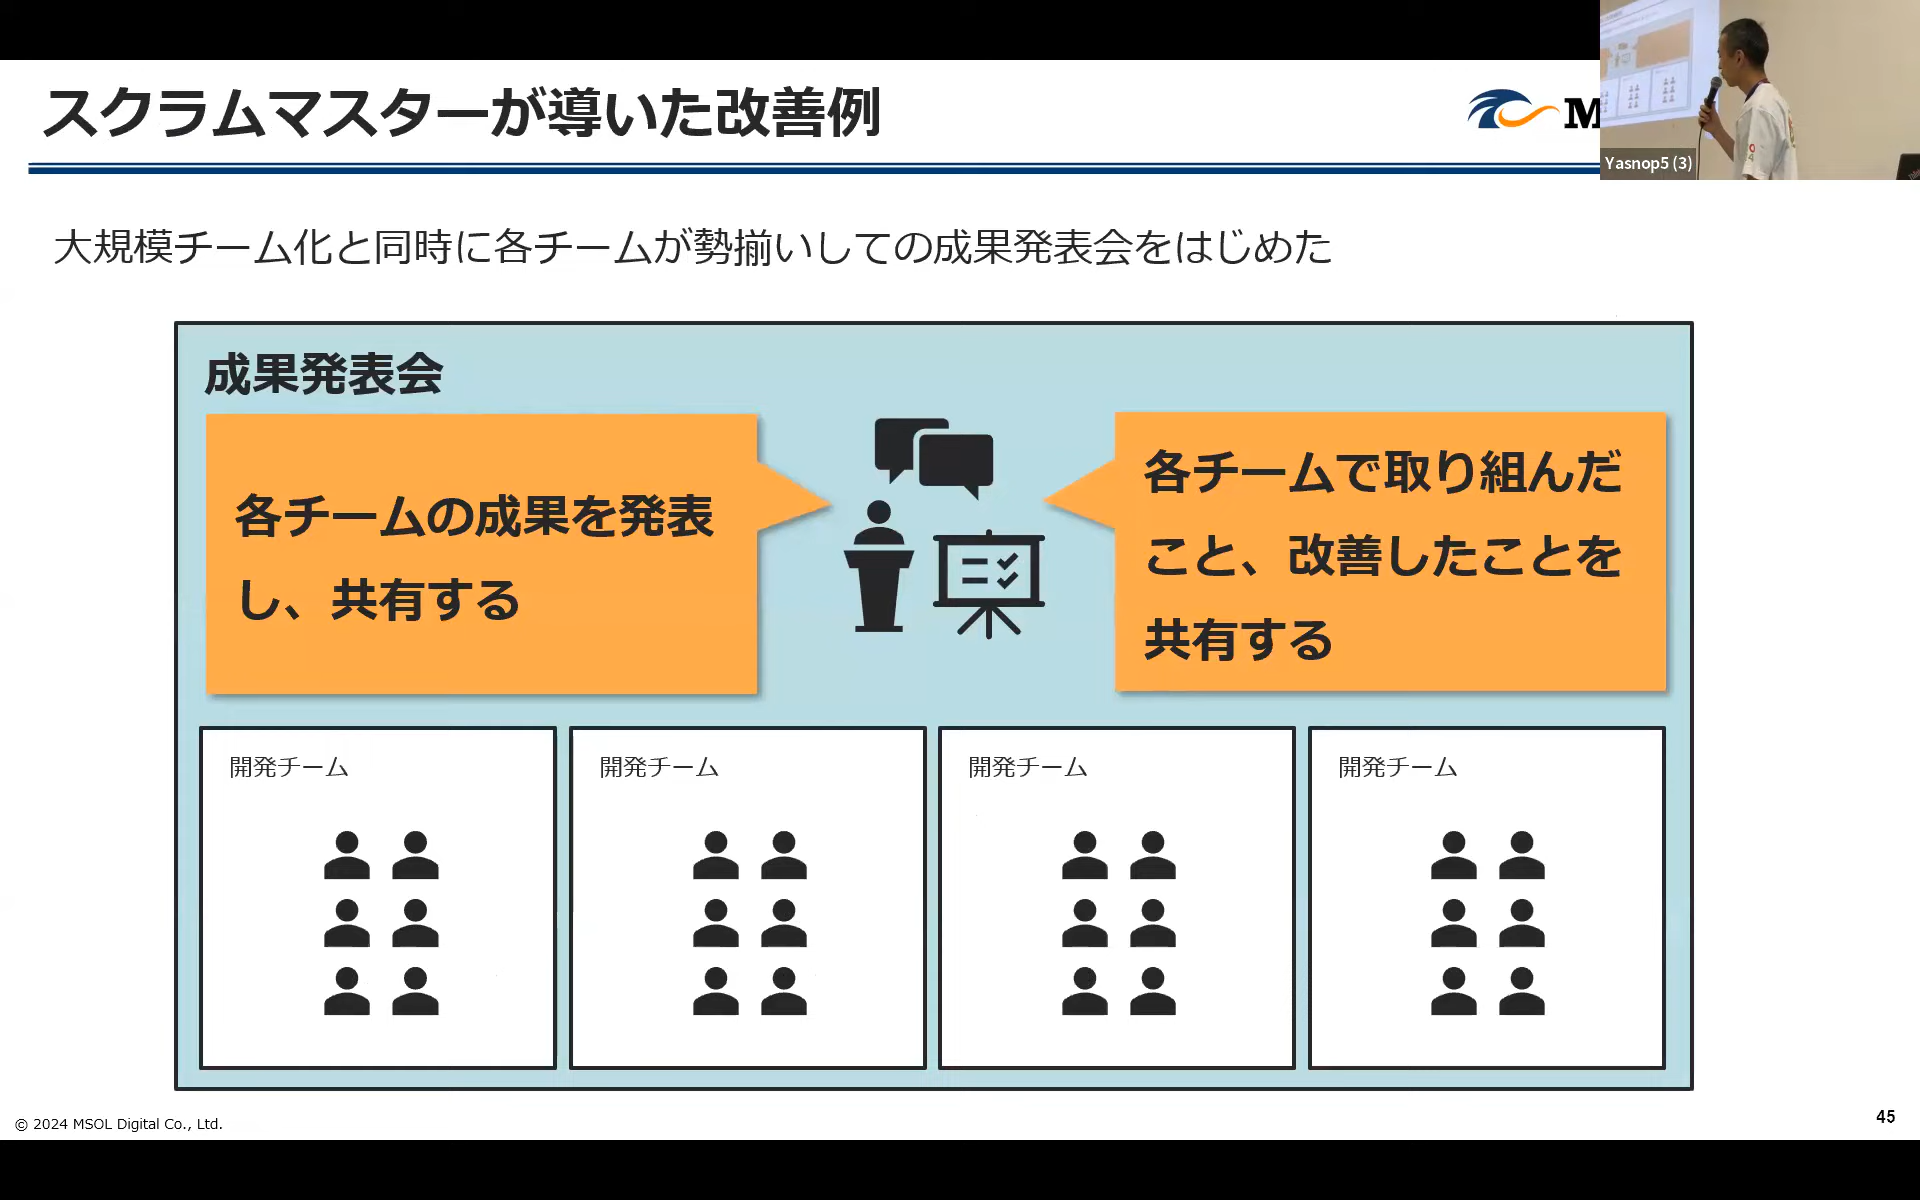 スクラムマスターが導いた改善例
M
Yasnop5 (3)
大規模チーム化と同時に各チームが勢揃いしての成果発表会をはじめた
成果発表会
各チームの成果を発表
し、共有する
各チームで取り組んだ
こと、改善したことを
共有する
開発チーム
開発チーム
開発チーム
開発チーム
© 2024 MSOL Digital Co., Ltd.
45